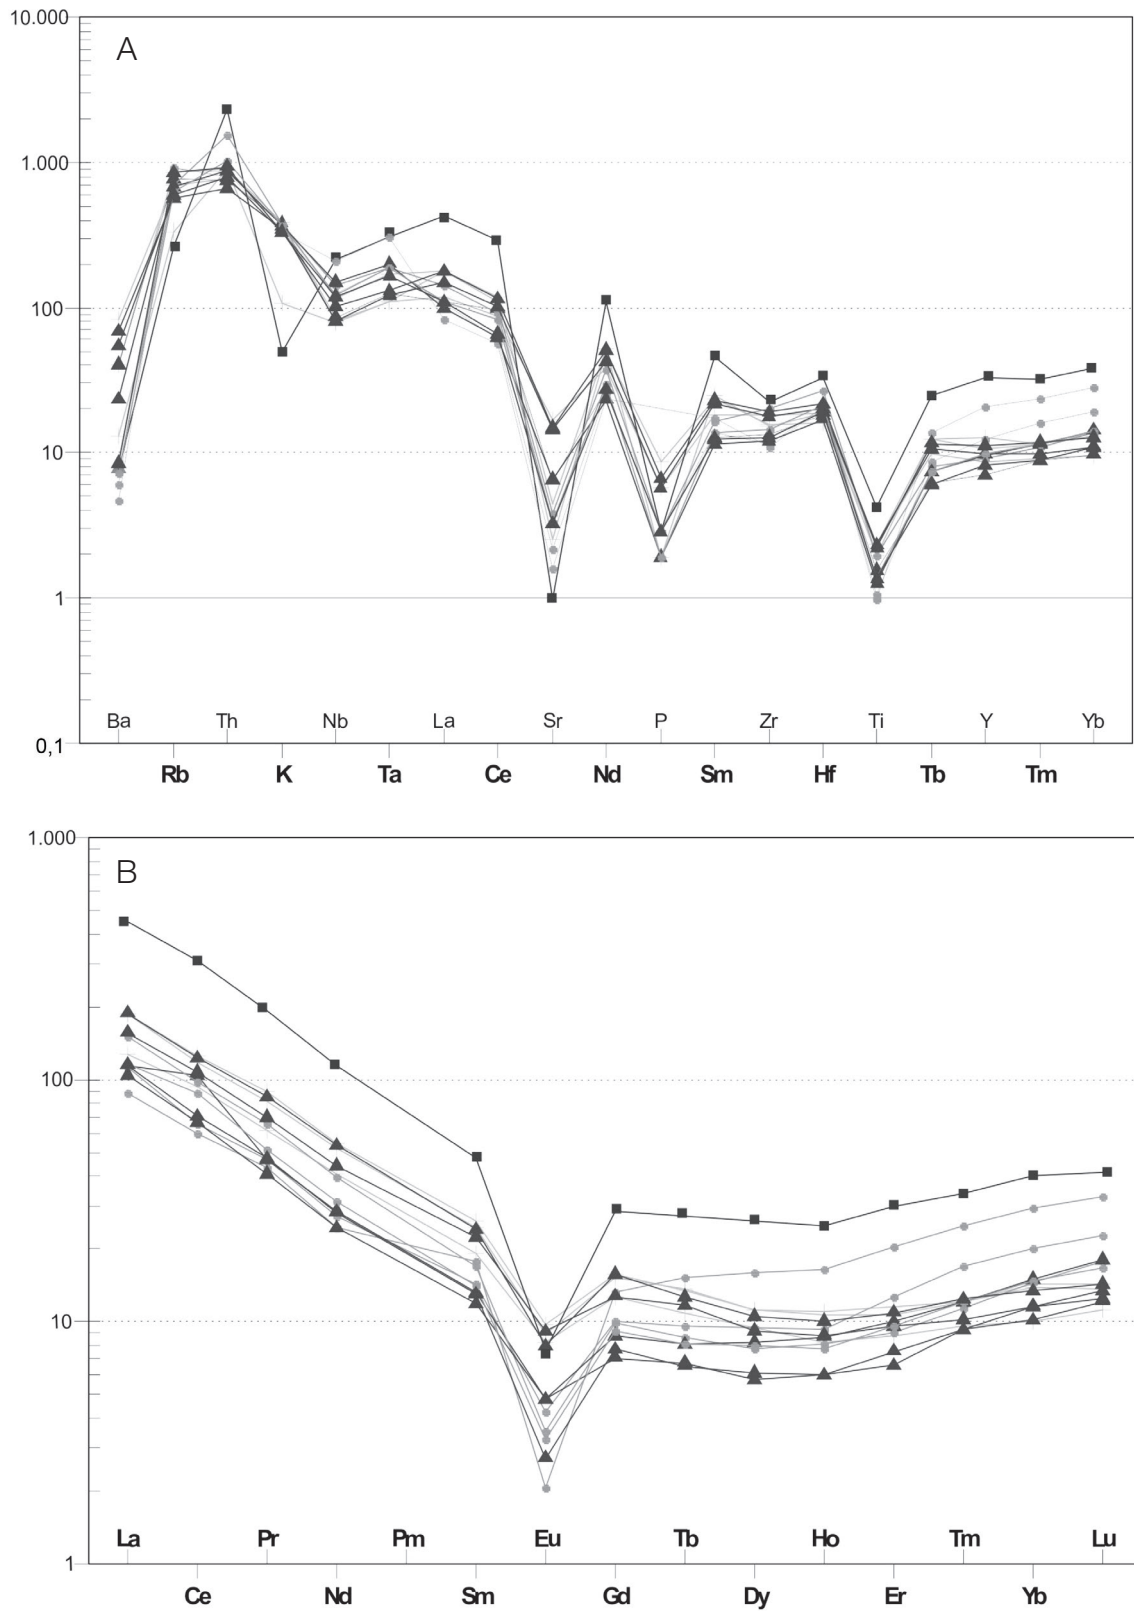 10.000
A
1.000
100
10
1
0,1
Ba Th Nb La Sr P Zr Ti Y Yb
Rb K Ta Ce Nd Sm Hf Tb Tm
1.000
B
100
10
1
La Pr Pm Eu Tb Ho Tm Lu
Ce Nd Sm Gd Dy Er Yb